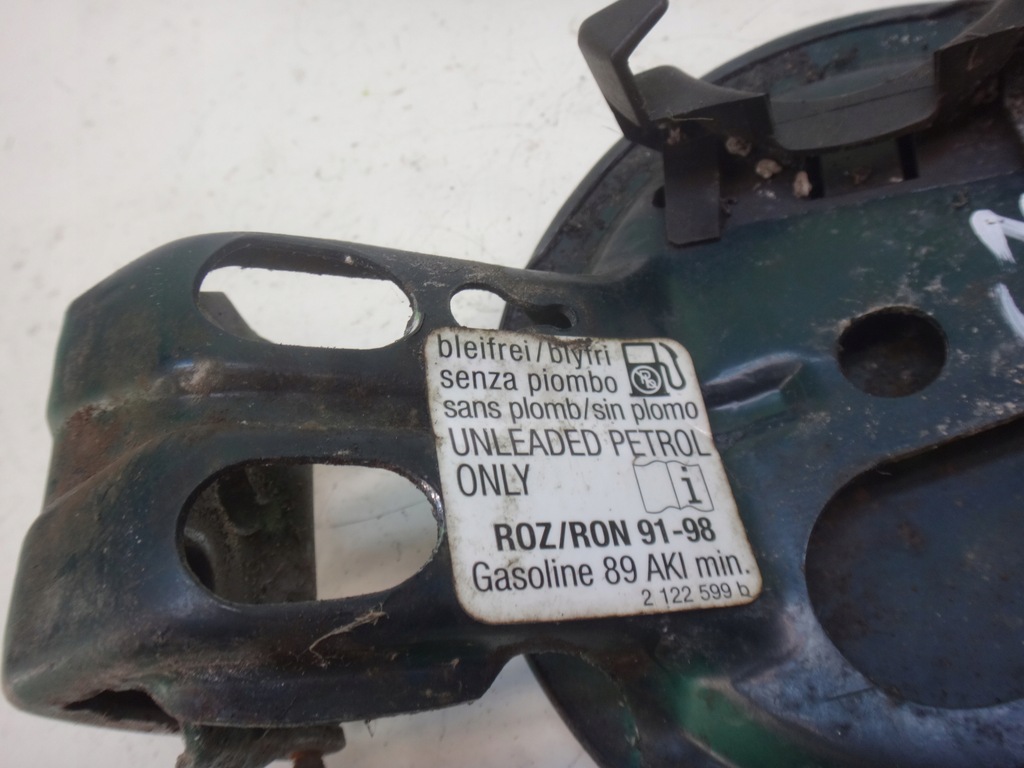 bleifrei/blyfri
senza piombo
sans plomb/sin plomo
UNLEADED PETROL
ONLY
i
ROZ/RON 91-98
Gasoline 89 AKI min.
2 122 599 b